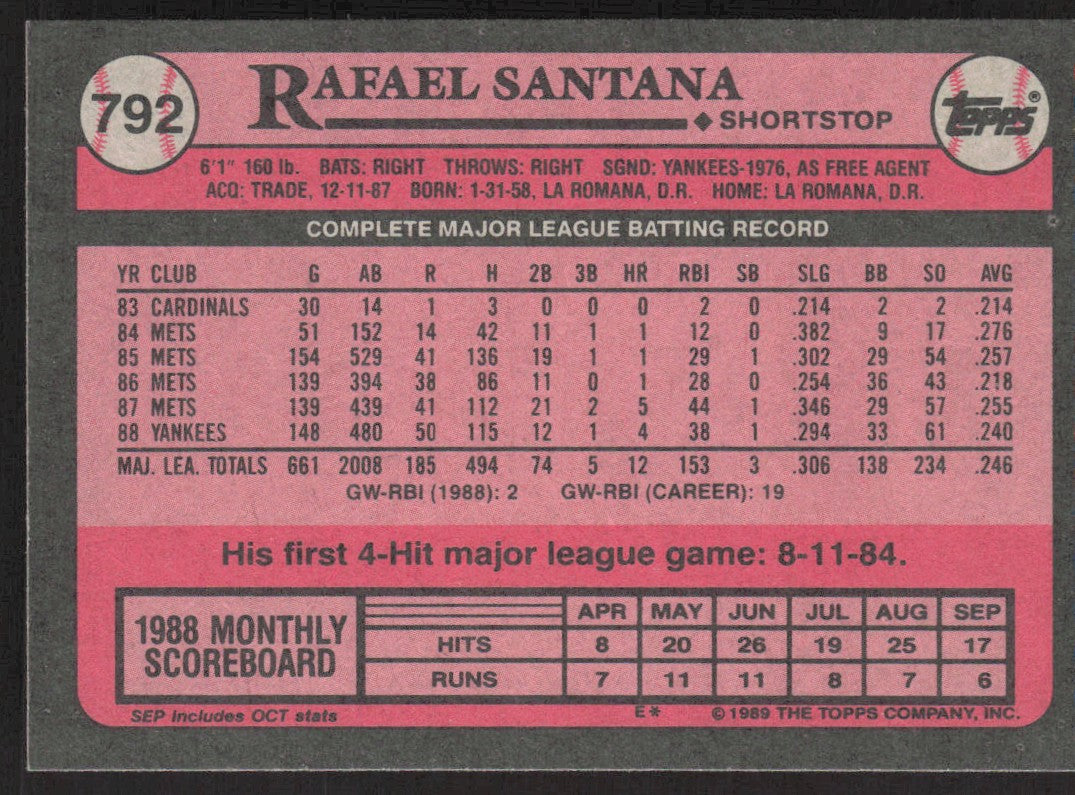 792
RAFAEL SANTANA
◆ SHORTSTOP
TOPPS®
6'1" 160 lb. BATS: RIGHT THROWS: RIGHT SGND: YANKEES-1976, AS FREE AGENT
ACQ: TRADE, 12-11-87 BORN: 1-31-58, LA ROMANA, D.R. HOME: LA ROMANA, D.R.
COMPLETE MAJOR LEAGUE BATTING RECORD
YR CLUB G AB R H 2B 3B HR RBI SB SLG BB SO AVG
83 CARDINALS 30 14 1 3 0 0 0 2 0 .214 2 2 .214
84 METS 51 152 14 42 11 1 1 12 0 .382 9 17 .276
85 METS 154 529 41 136 19 1 1 29 1 .302 29 54 .257
86 METS 139 394 38 86 11 0 1 28 0 .254 36 43 .218
87 METS 139 439 41 112 21 2 5 44 1 .346 29 57 .255
88 YANKEES 148 480 50 115 12 1 4 38 1 .294 33 61 .240
MAJ. LEA. TOTALS 661 2008 185 494 74 5 12 153 3 .306 138 234 .246
GW-RBI (1988): 2 GW-RBI (CAREER): 19
His first 4-Hit major league game: 8-11-84.
1988 MONTHLY
SCOREBOARD
APR MAY JUN JUL AUG SEP
HITS 8 20 26 19 25 17
RUNS 7 11 11 8 7 6
SEP Includes OCT stats
E*
© 1989 THE TOPPS COMPANY, INC.